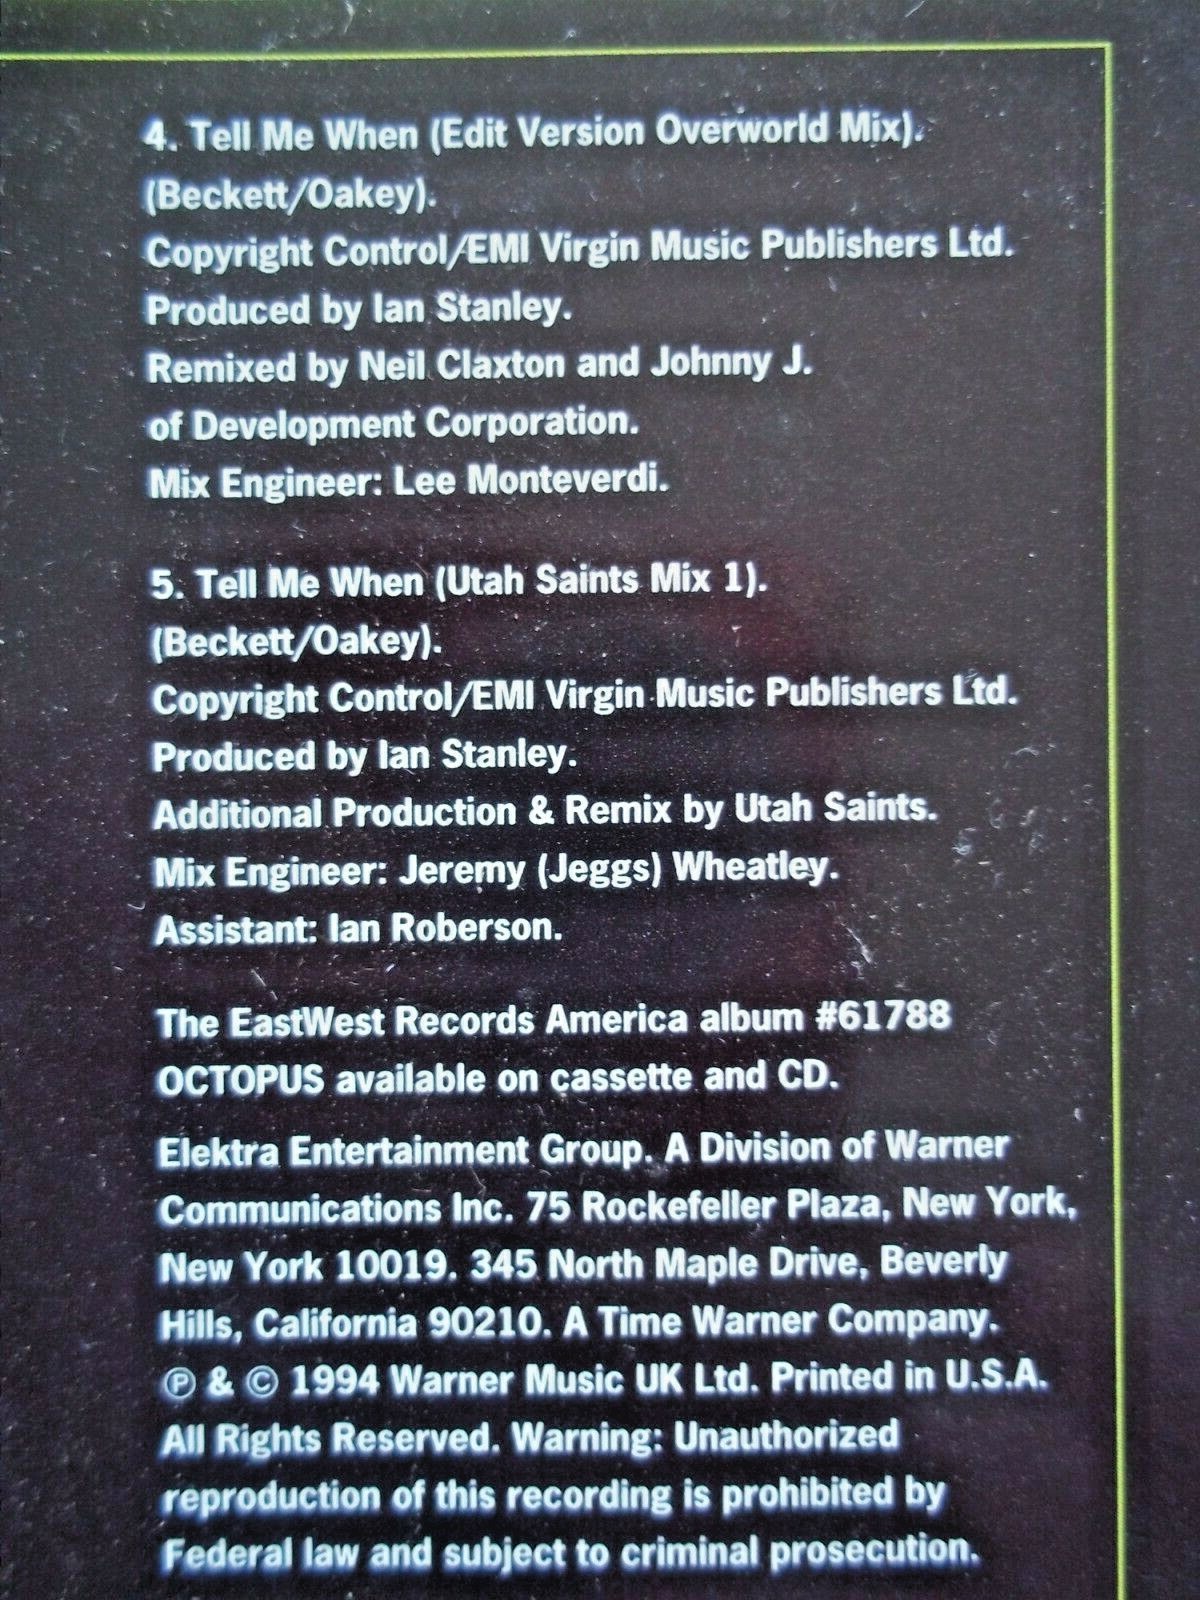 4. Tell Me When (Edit Version Overworld Mix).
(Beckett/Oakey).
Copyright Control/EMI Virgin Music Publishers Ltd.
Produced by Ian Stanley.
Remixed by Neil Claxton and Johnny J.
of Development Corporation.
Mix Engineer: Lee Monteverdi.
5. Tell Me When (Utah Saints Mix 1).
(Beckett/Oakey).
Copyright Control/EMI Virgin Music Publishers Ltd.
Produced by Ian Stanley.
Additional Production & Remix by Utah Saints.
Mix Engineer: Jeremy (Jeggs) Wheatley.
Assistant: Ian Roberson.
The EastWest Records America album #61788
OCTOPUS available on cassette and CD.
Elektra Entertainment Group. A Division of Warner
Communications Inc. 75 Rockefeller Plaza, New York,
New York 10019. 345 North Maple Drive, Beverly
Hills, California 90210. A Time Warner Company.
℗ & © 1994 Warner Music UK Ltd. Printed in U.S.A.
All Rights Reserved. Warning: Unauthorized
reproduction of this recording is prohibited by
Federal law and subject to criminal prosecution.